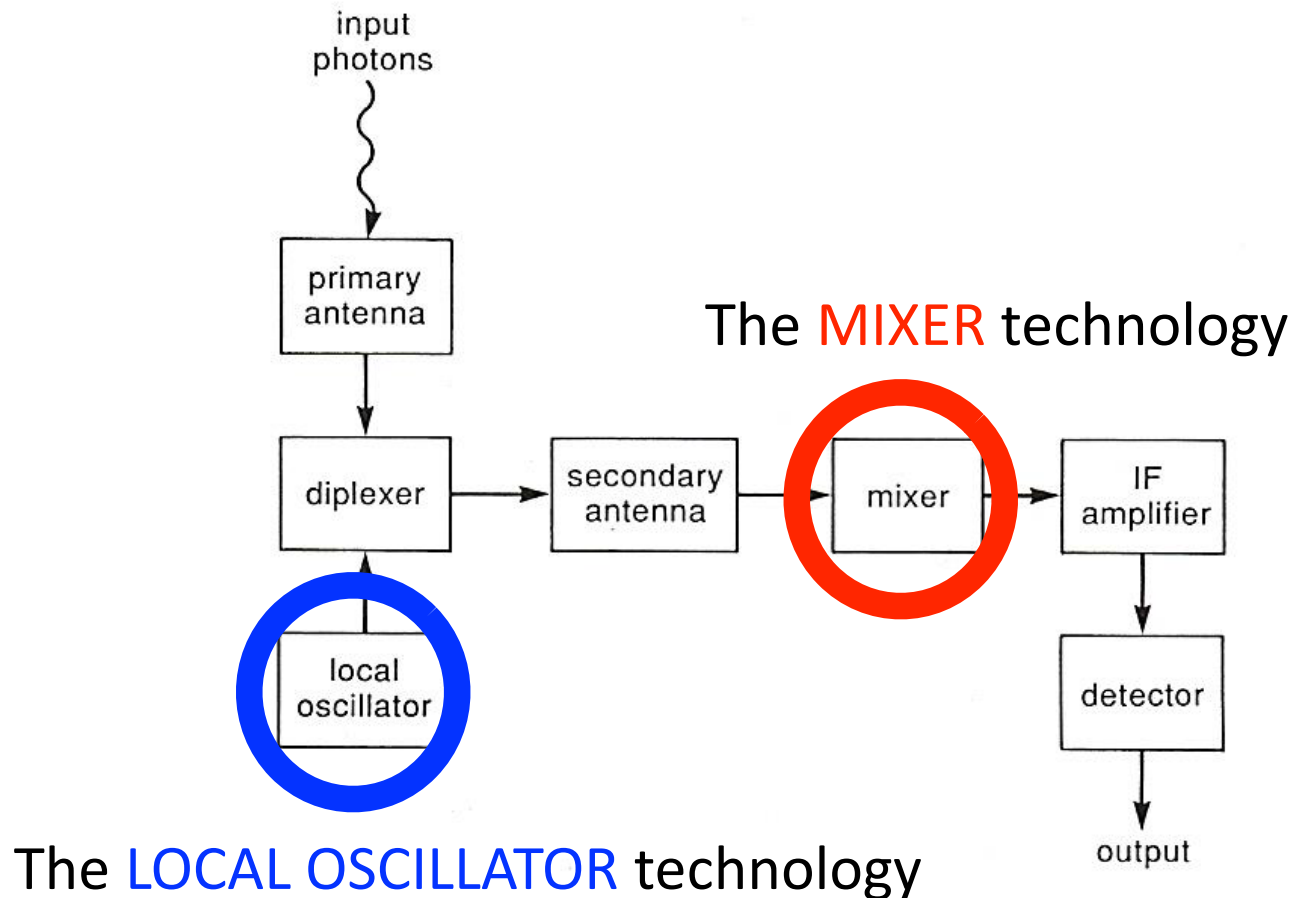 input
photons
primary
antenna
The MIXER technology
diplexer
secondary
antenna
mixer
IF
amplifier
local
oscillator
detector
output
The LOCAL OSCILLATOR technology